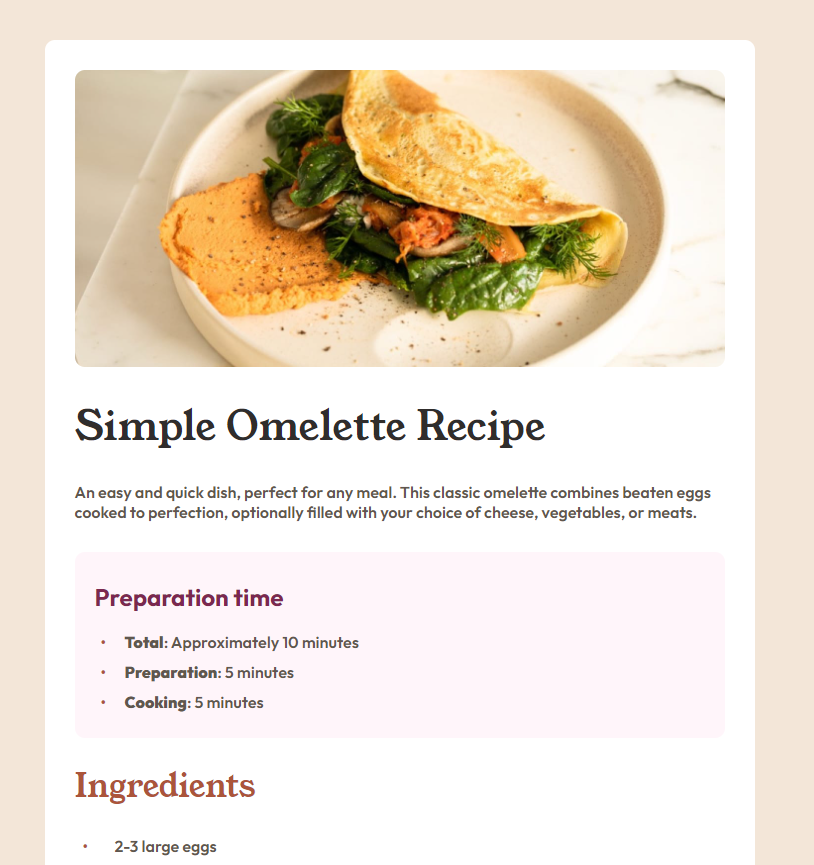 Simple Omelette Recipe
An easy and quick dish, perfect for any meal. This classic omelette combines beaten eggs
cooked to perfection, optionally filled with your choice of cheese, vegetables, or meats.
Preparation time
• Total: Approximately 10 minutes
• Preparation: 5 minutes
• Cooking: 5 minutes
Ingredients
• 2-3 large eggs